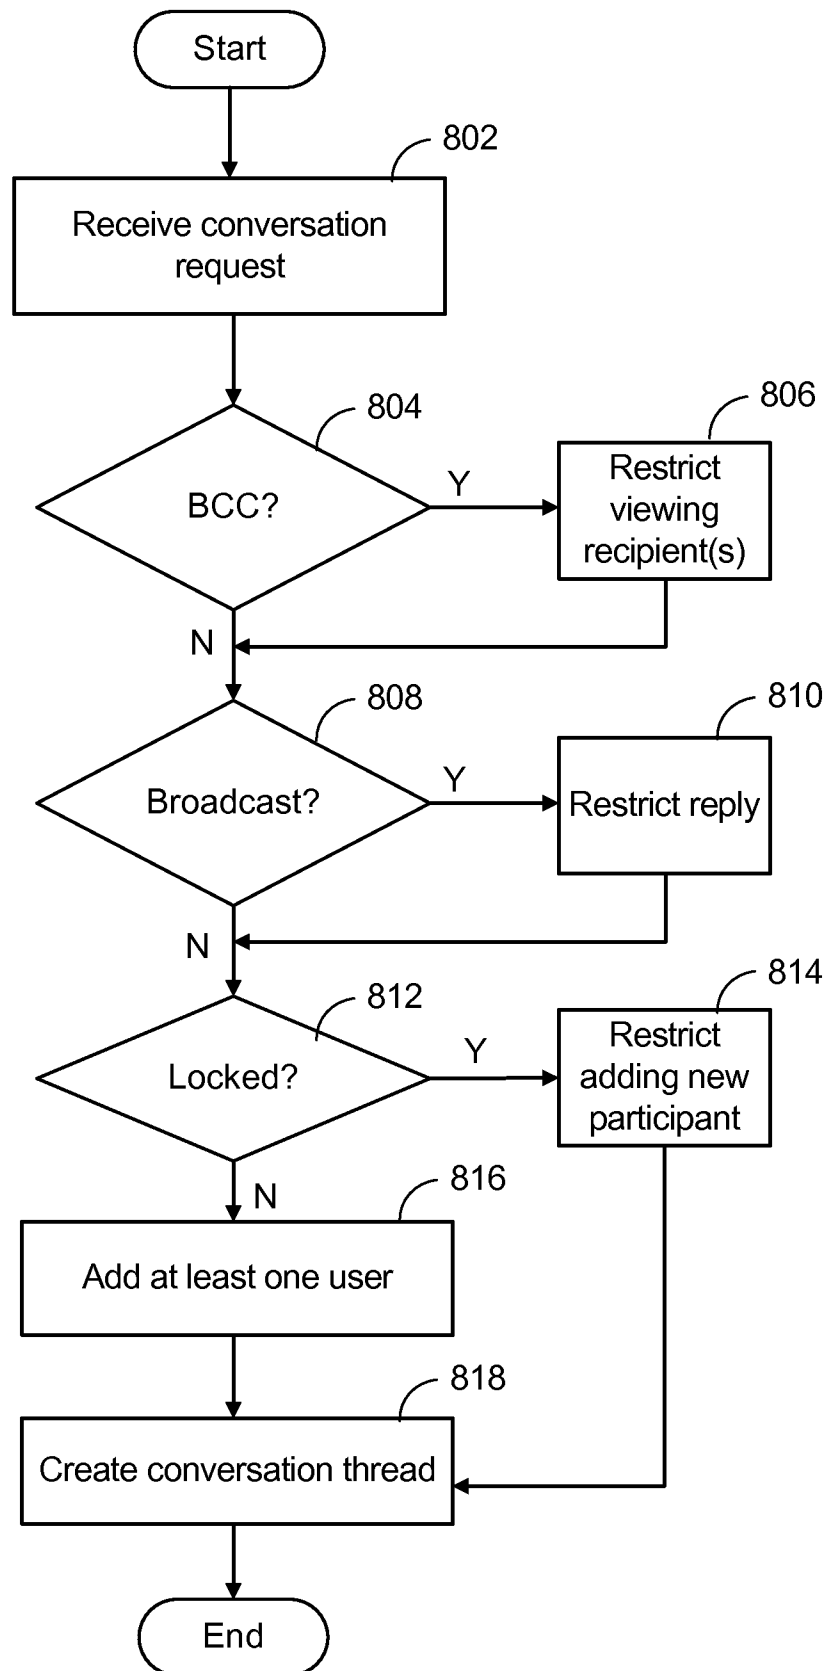 Start
802
Receive conversation
request
804
BCC?
Y
806
Restrict
viewing
recipient(s)
N
808
Broadcast?
Y
810
Restrict reply
N
812
Locked?
Y
814
Restrict
adding new
participant
N
816
Add at least one user
818
Create conversation thread
End